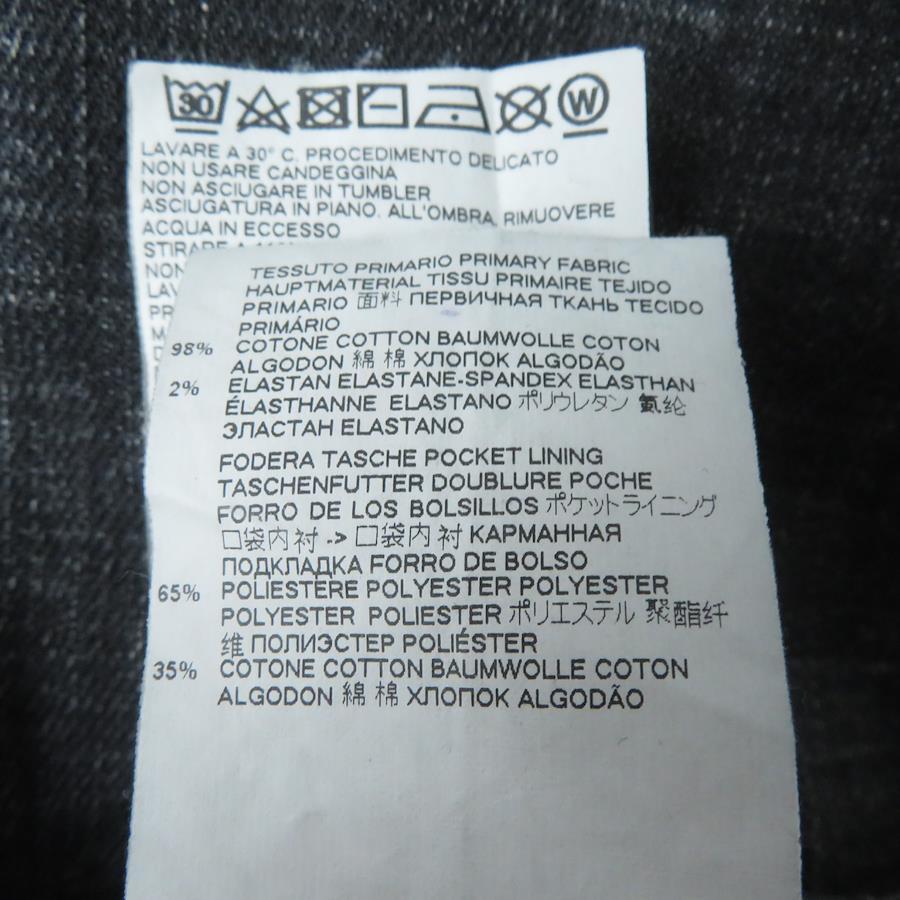 30 W
LAVARE A 30° C. PROCEDIMENTO DELICATO
NON USARE CANDEGGINA
NON ASCIUGARE IN TUMBLER
ASCIUGATURA IN PIANO. ALL'OMBRA. RIMUOVERE
ACQUA IN ECCESSO
STIRARE A
NON
LAV
PR
M
TESSUTO PRIMARIO PRIMARY FABRIC
HAUPTMATERIAL TISSU PRIMAIRE TEJIDO
PRIMARIO 面料 ПЕРВИЧНАЯ ТКАНЬ TECIDO
PRIMÁRIO
98% COTONE COTTON BAUMWOLLE COTON
ALGODON 綿 棉 ХЛОПОК ALGODÃO
2% ELASTAN ELASTANE-SPANDEX ELASTHAN
ÉLASTHANNE ELASTANO ポリウレタン 氨纶
ЭЛАСТАН ELASTANO
FODERA TASCHE POCKET LINING
TASCHENFUTTER DOUBLURE POCHE
FORRO DE LOS BOLSILLOS ポケットライニング
口袋内衬 -> 口袋内衬 КАРМАННАЯ
ПОДКЛАДКА FORRO DE BOLSO
65% POLIESTERE POLYESTER POLYESTER
POLYESTER POLIESTER ポリエステル 聚酯纤
维 ПОЛИЭСТЕР POLIÉSTER
35% COTONE COTTON BAUMWOLLE COTON
ALGODON 綿 棉 ХЛОПОК ALGODÃO